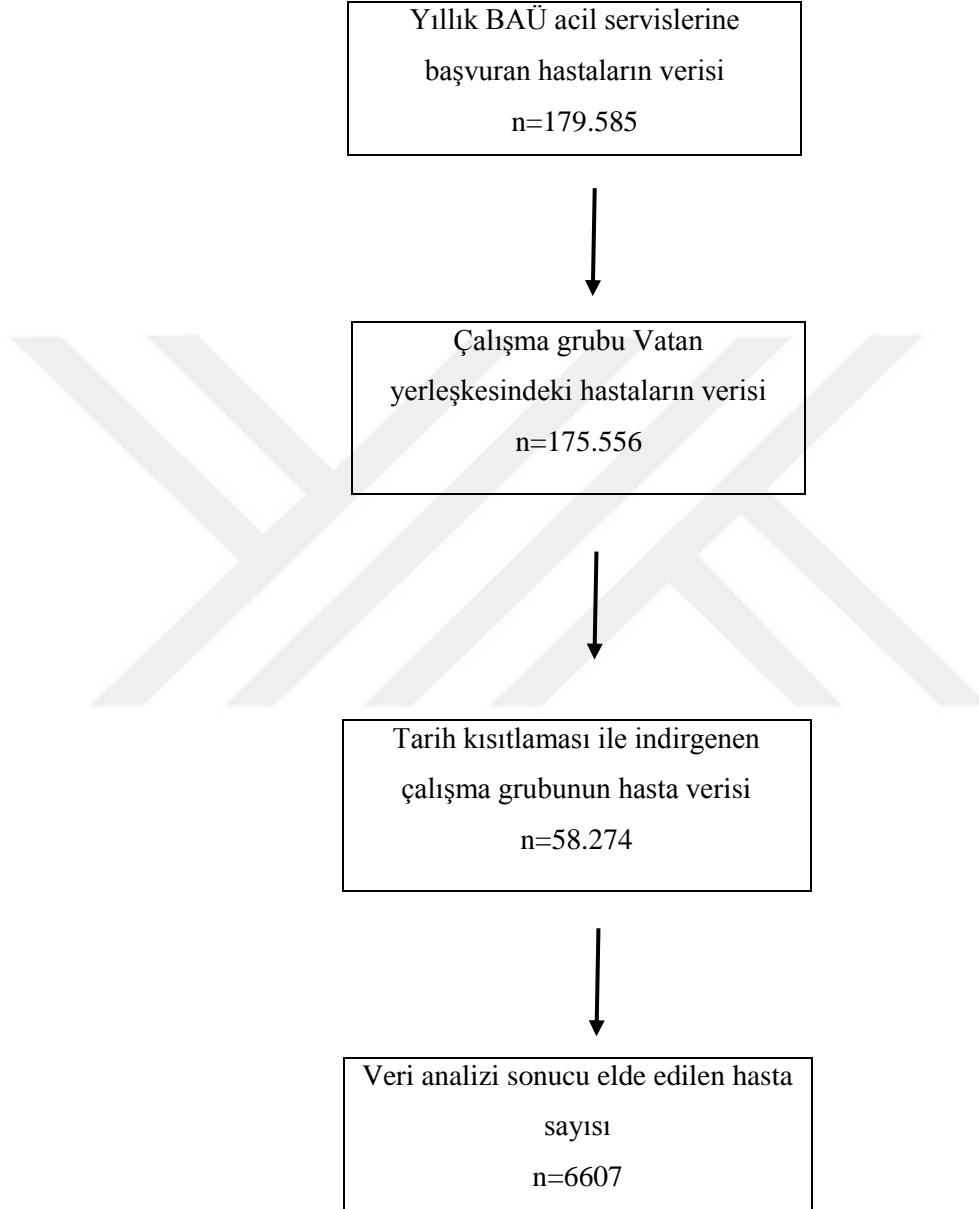 Yıllık BAÜ acil servislerine
başvuran hastaların verisi
n=179.585
Çalışma grubu Vatan
yerleşkesindeki hastaların verisi
n=175.556
Tarih kısıtlaması ile indirgenen
çalışma grubunun hasta verisi
n=58.274
Veri analizi sonucu elde edilen hasta
sayısı
n=6607